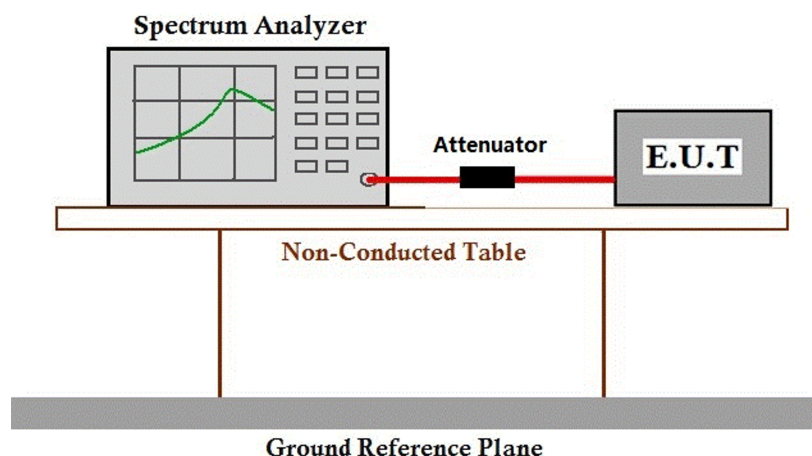 Spectrum Analyzer
Attenuator
E.U.T
Non-Conducted Table
Ground Reference Plane